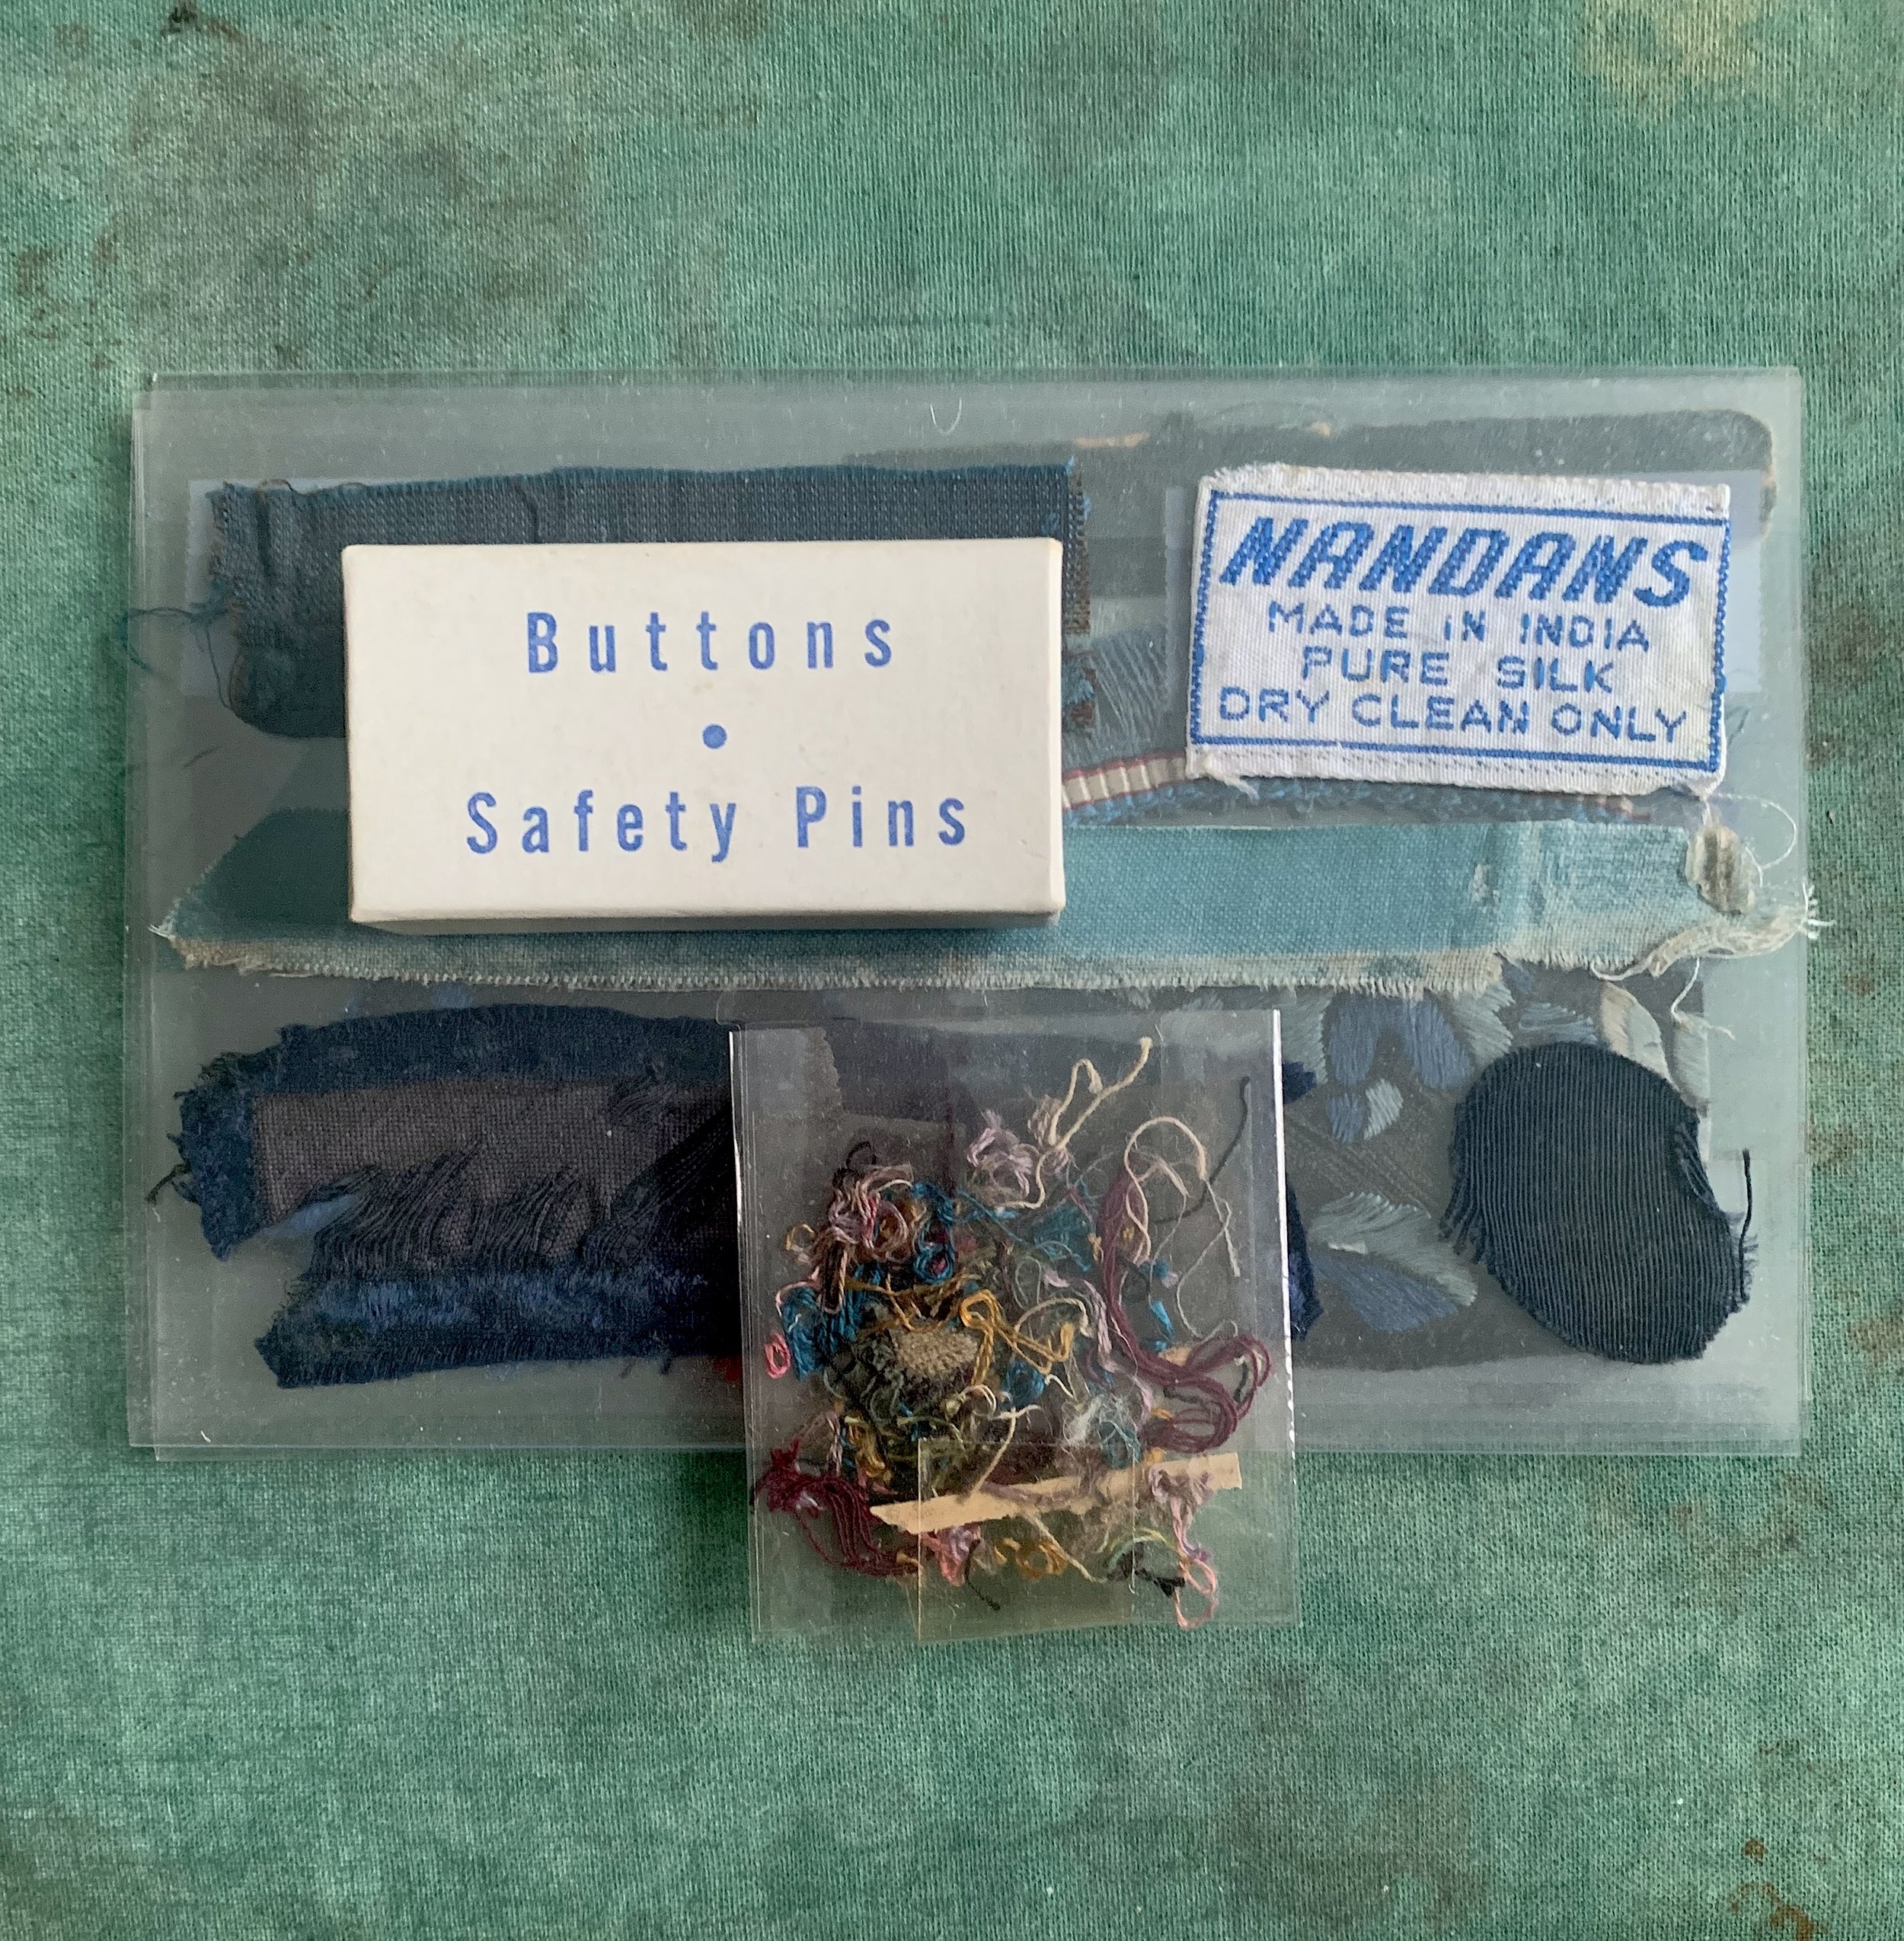 Buttons
•
Safety Pins
NANDANS
MADE IN INDIA
PURE SILK
DRY CLEAN ONLY